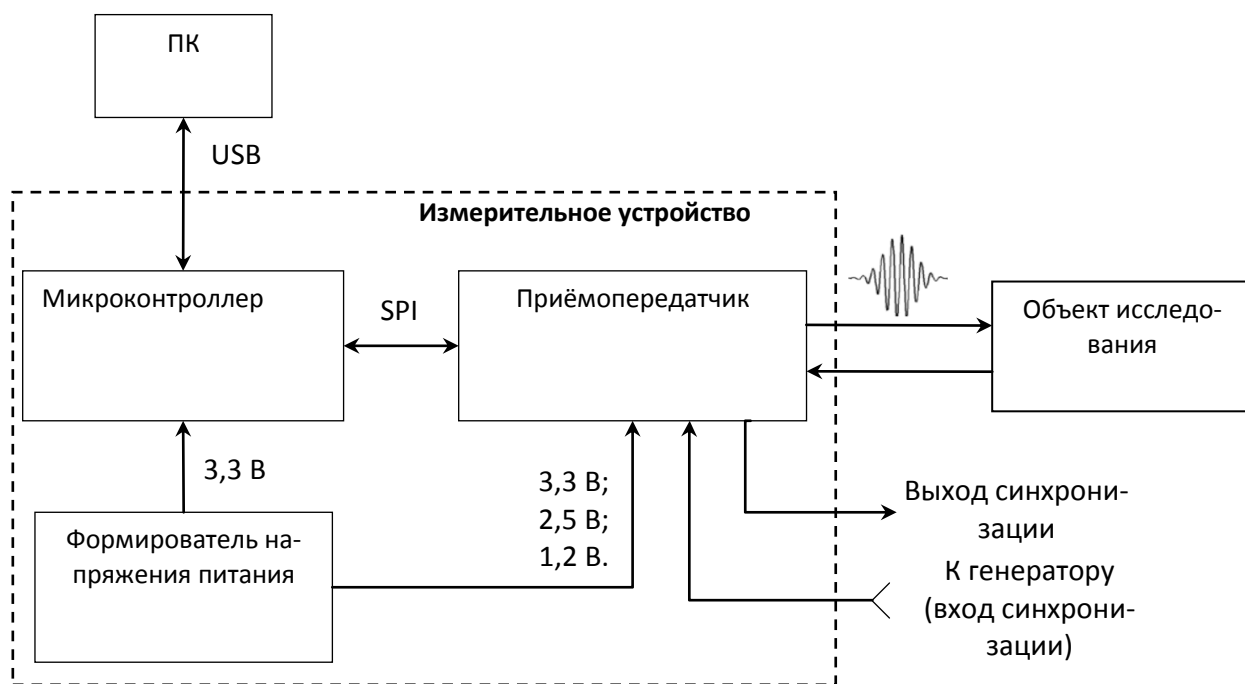 ПК
USB
Измерительное устройство
Микроконтроллер
SPI
Приёмопередатчик
Объект исследо-
вания
3,3 В
3,3 В;
2,5 В;
1,2 В.
Формирователь на-
пряжения питания
Выход синхрони-
зации
К генератору
(вход синхрони-
зации)